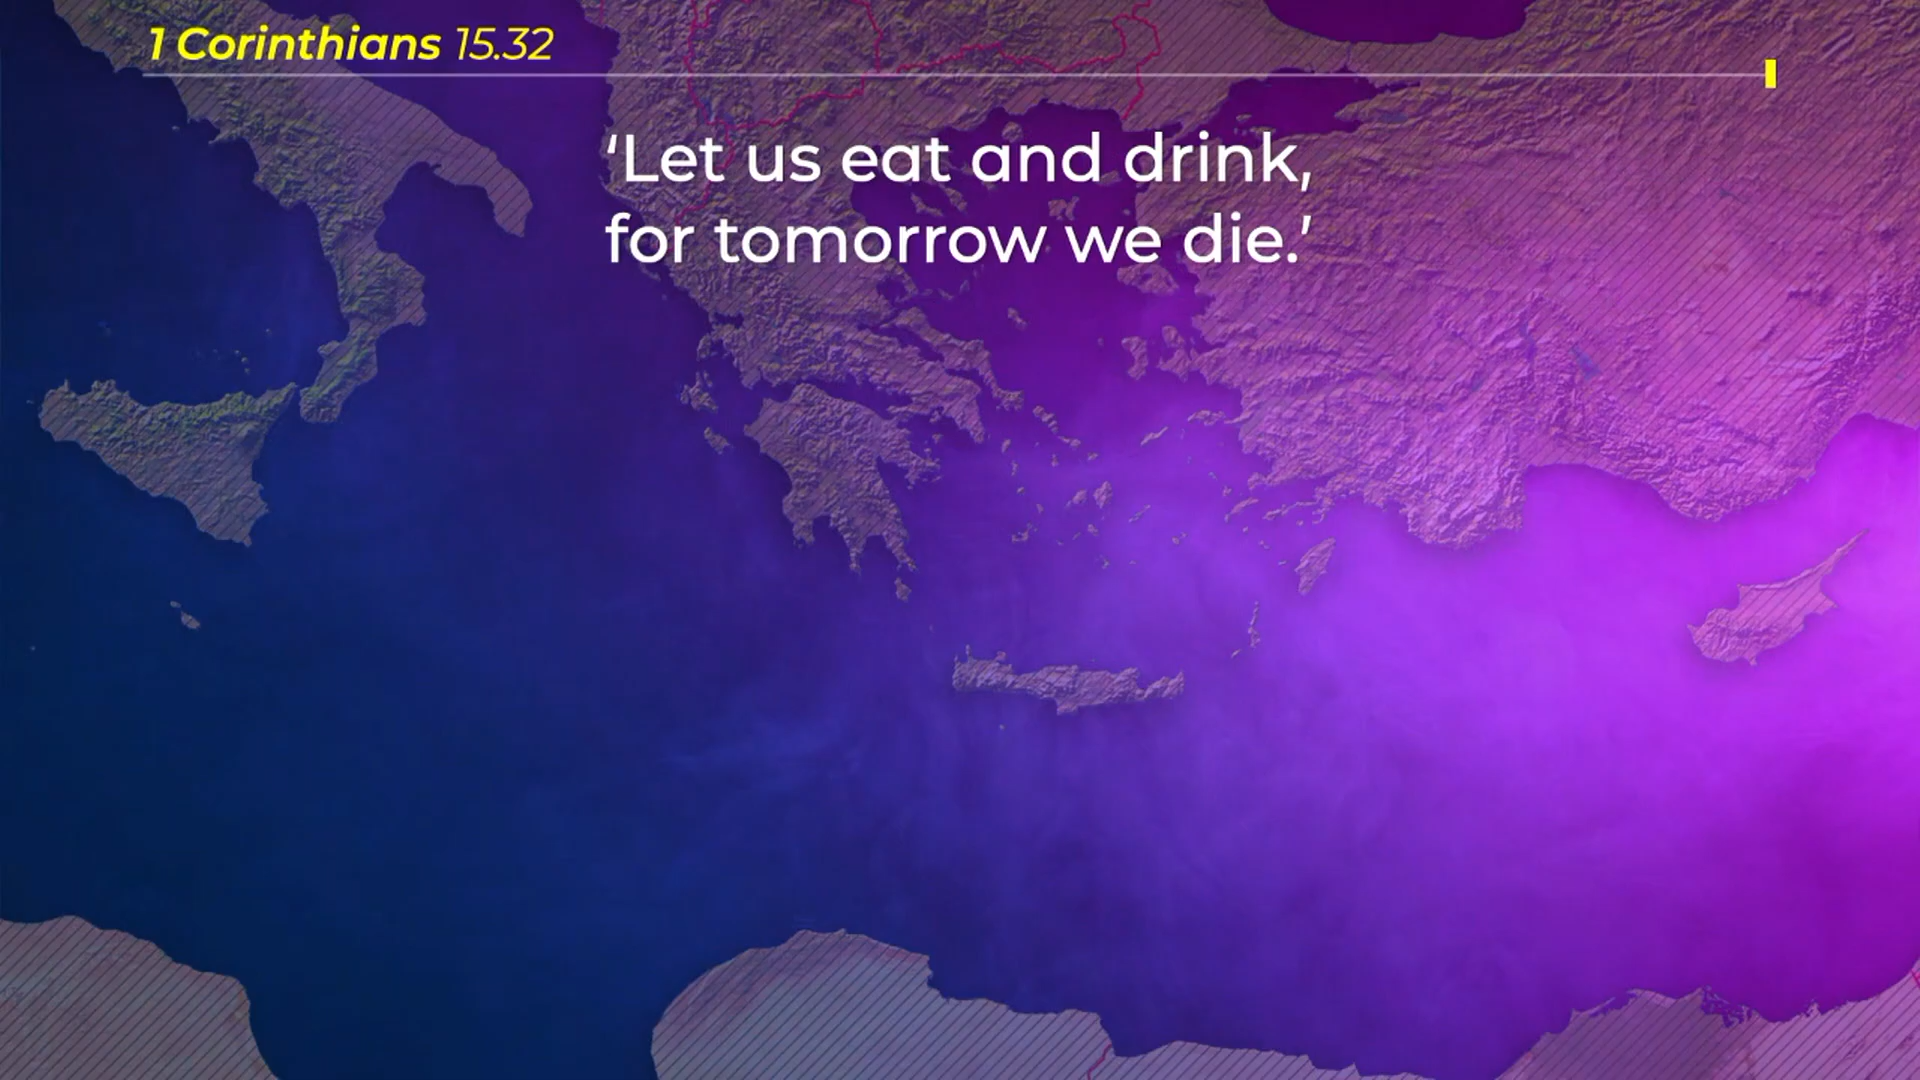 1 Corinthians 15.32
‘Let us eat and drink,
for tomorrow we die.’